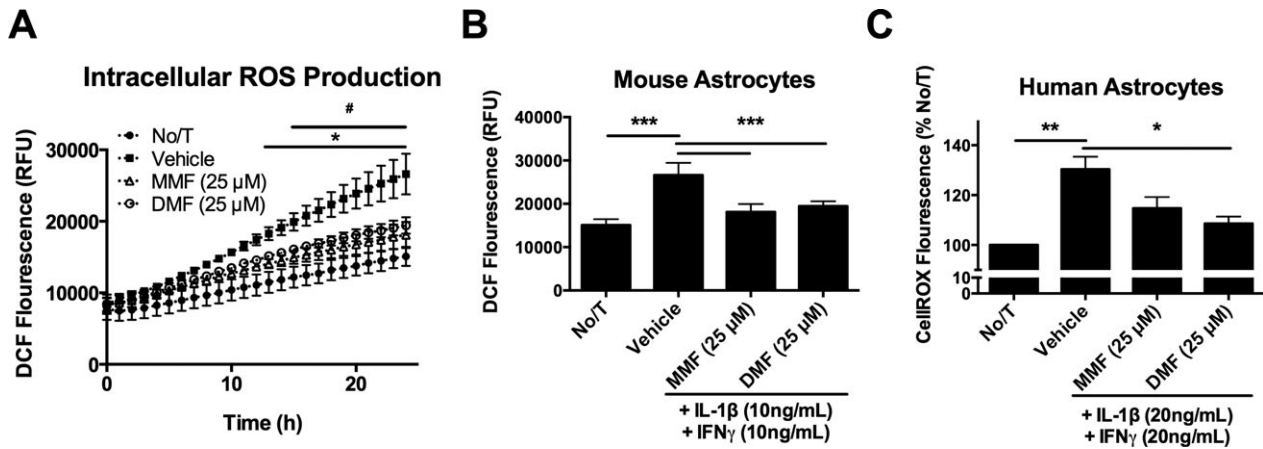 A
Intracellular ROS Production
#
*
No/T
Vehicle
MMF (25 µM)
DMF (25 µM)
30000
20000
10000
0
DCF Flourescence (RFU)
0 10 20
Time (h)
B
Mouse Astrocytes
*** ***
40000
30000
20000
10000
0
DCF Flourescence (RFU)
No/T
Vehicle
MMF (25 µM)
DMF (25 µM)
+ IL-1β (10ng/mL)
+ IFNγ (10ng/mL)
C
Human Astrocytes
** *
140
120
100
10
0
CellROX Flourescence (% No/T)
No/T
Vehicle
MMF (25 µM)
DMF (25 µM)
+ IL-1β (20ng/mL)
+ IFNγ (20ng/mL)